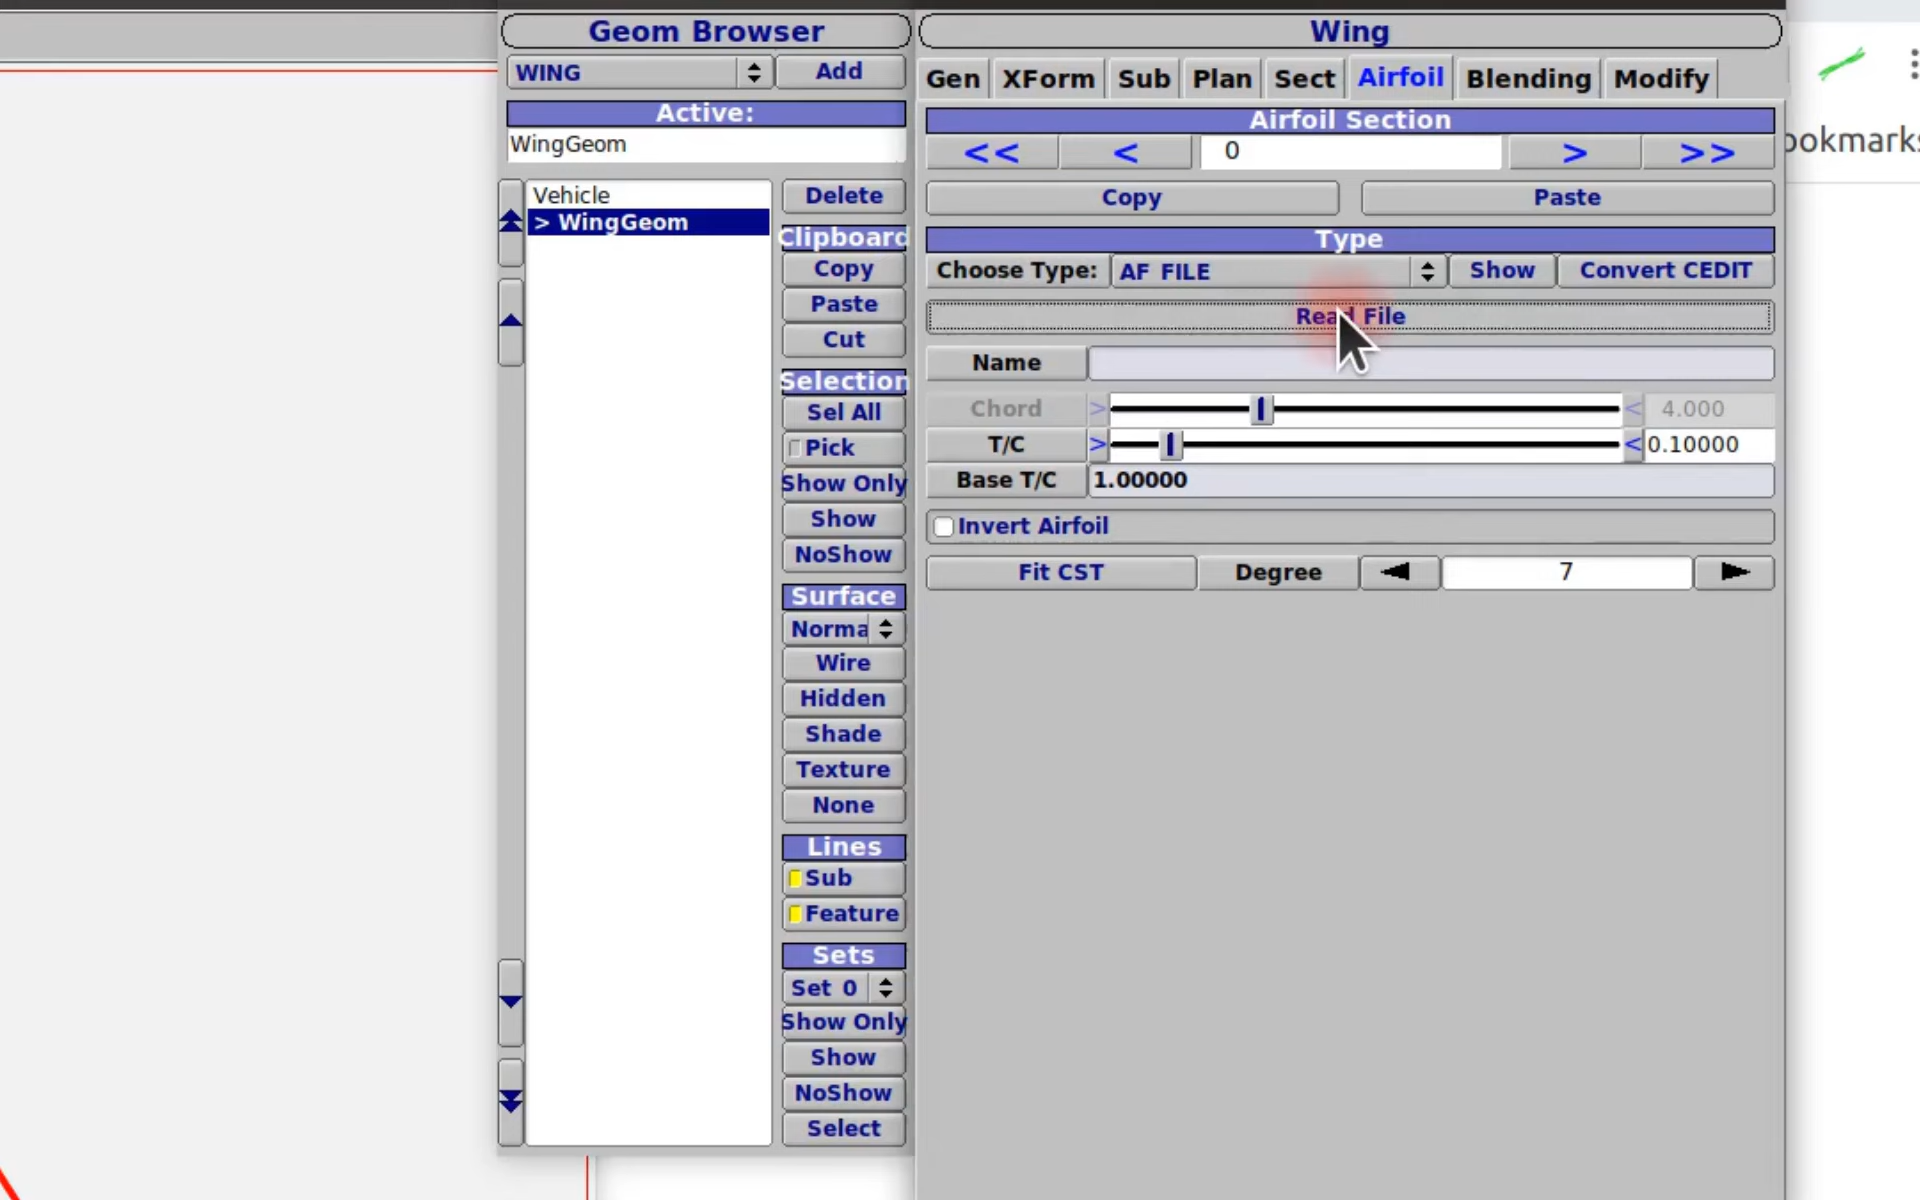 Geom Browser
WING
Add
Active:
WingGeom
Vehicle
> WingGeom
Delete
Clipboard
Copy
Paste
Cut
Selection
Sel All
Pick
Show Only
Show
NoShow
Surface
Norma
Wire
Hidden
Shade
Texture
None
Lines
Sub
Feature
Sets
Set 0
Show Only
Show
NoShow
Select
Wing
Gen XForm Sub Plan Sect Airfoil Blending Modify
Airfoil Section
<< < 0 > >>
Copy Paste
Type
Choose Type: AF FILE Show Convert CEDIT
Read File
Name
Chord > < 4.000
T/C > < 0.10000
Base T/C 1.00000
Invert Airfoil
Fit CST Degree 7
ookmarks